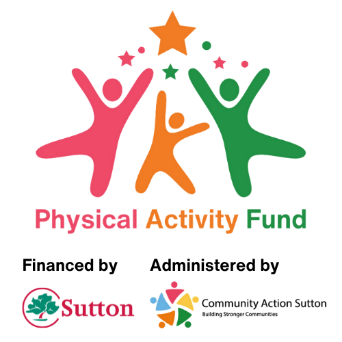 Physical Activity Fund
Financed by
Administered by
Sutton
Community Action Sutton
Building Stronger Communities